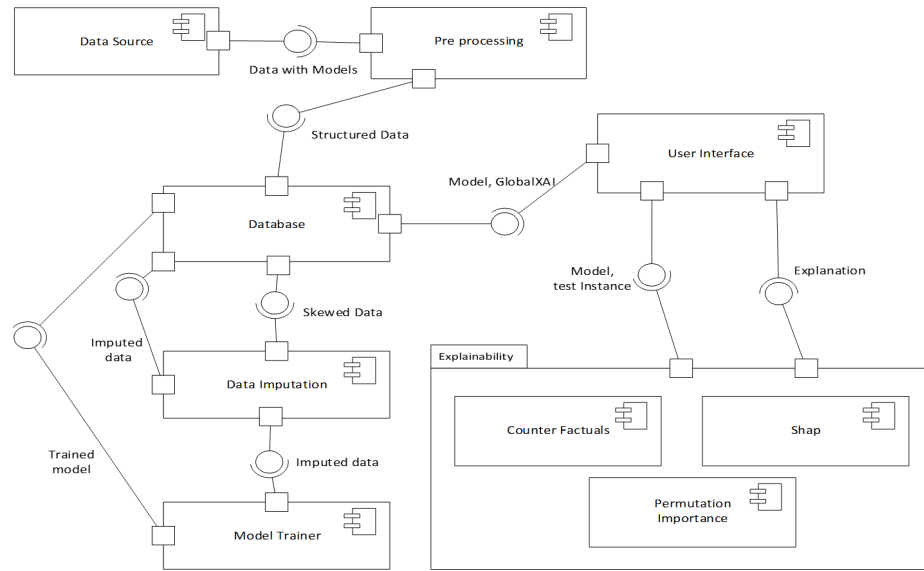 Data Source
Pre processing
Data with Models
Structured Data
User Interface
Model, GlobalXAI
Database
Model,
test Instance
Explanation
Skewed Data
Imputed
data
Explainability
Data Imputation
Counter Factuals
Shap
Trained
model
Imputed data
Permutation
Importance
Model Trainer